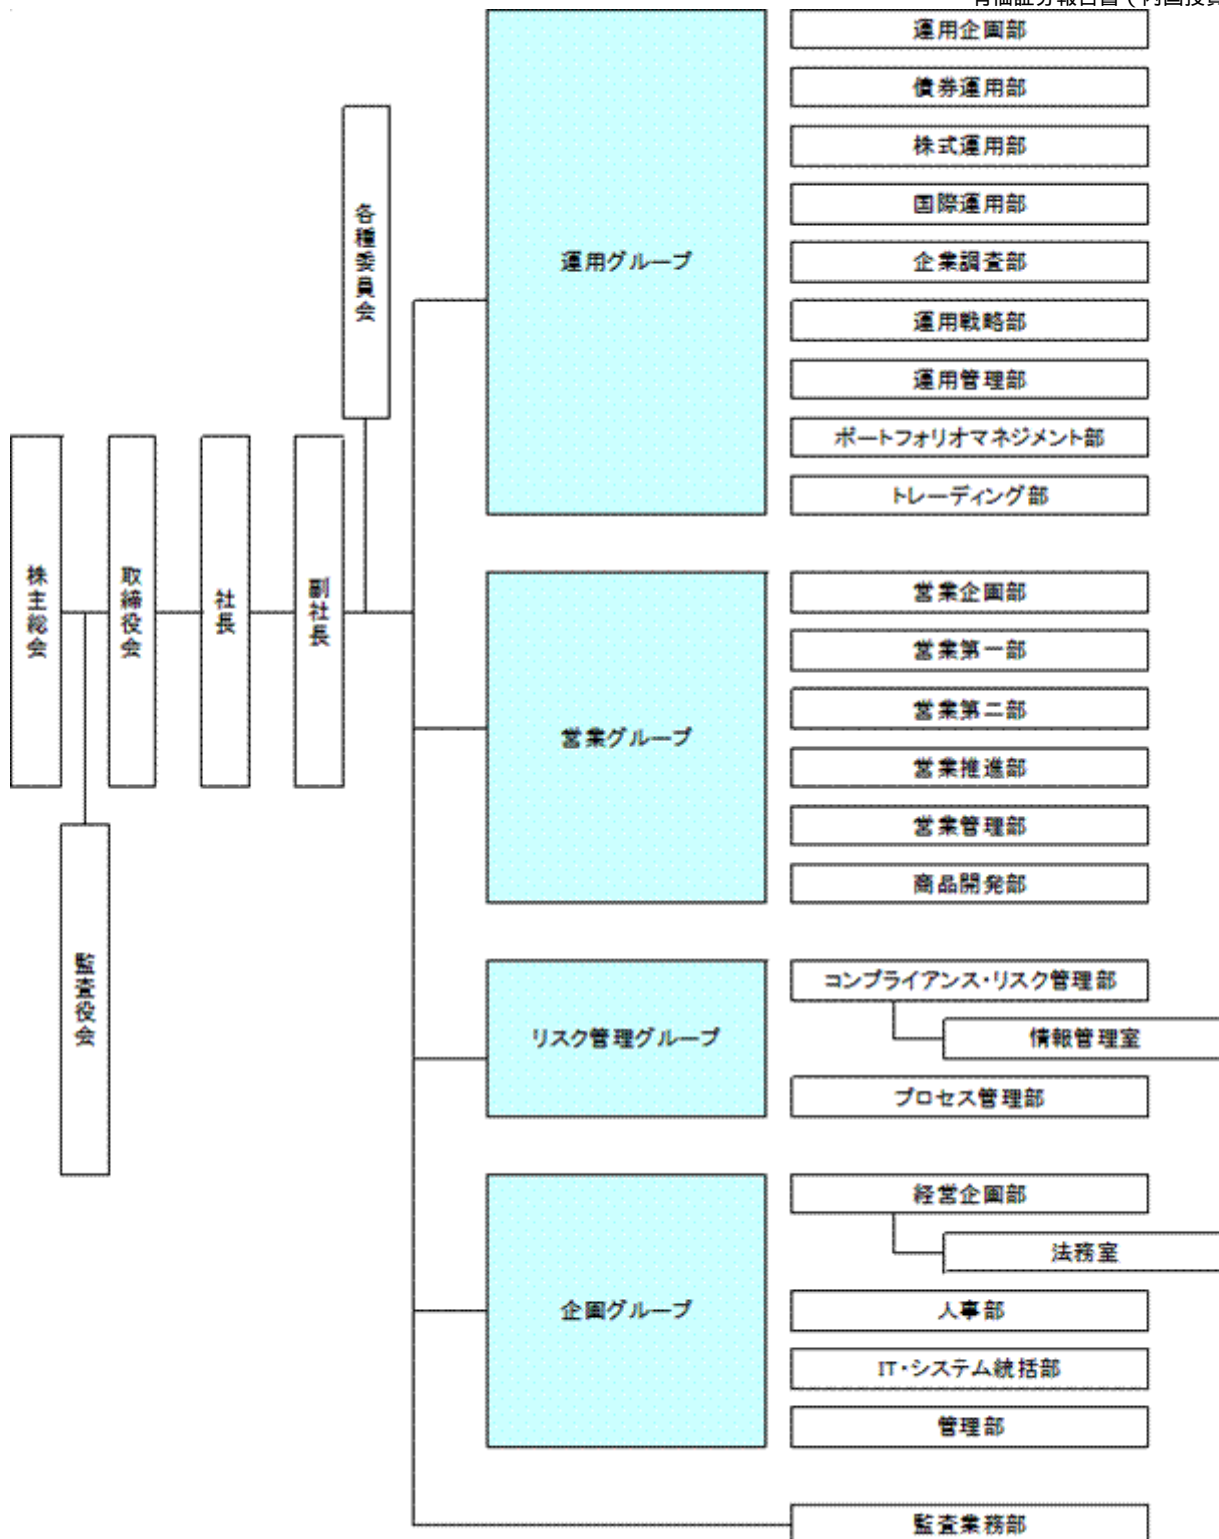 有価証券報告書（内国投資
株主総会
監査役会
取締役会
社長
副社長
各種委員会
運用グループ
運用企画部
債券運用部
株式運用部
国際運用部
企業調査部
運用戦略部
運用管理部
ポートフォリオマネジメント部
トレーディング部
営業グループ
営業企画部
営業第一部
営業第二部
営業推進部
営業管理部
商品開発部
リスク管理グループ
コンプライアンス・リスク管理部
情報管理室
プロセス管理部
企画グループ
経営企画部
法務室
人事部
IT・システム統括部
管理部
監査業務部